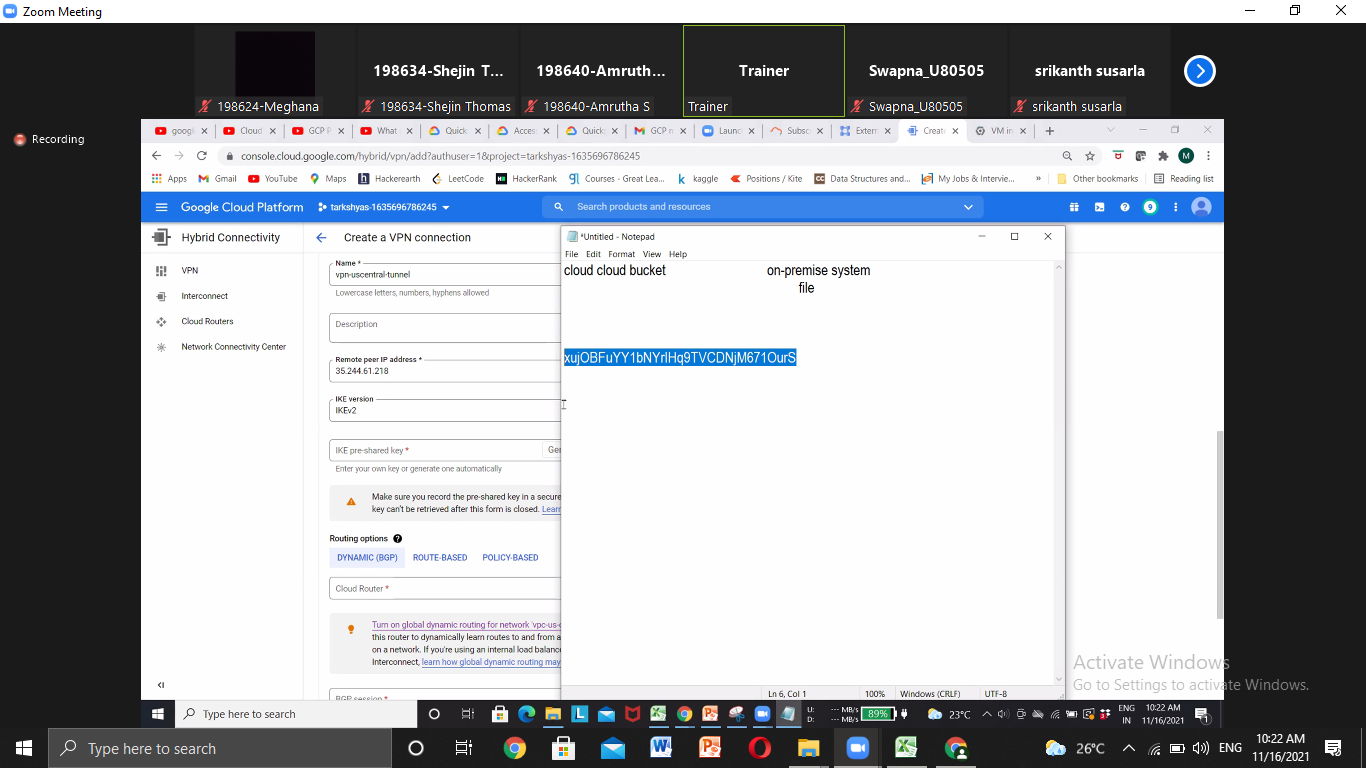 Zoom Meeting
198634-Shejin T...
198640-Amruth...
Trainer
Swapna_U80505
srikanth susarla
198624-Meghana
198634-Shejin Thomas
198640-Amrutha S
Trainer
Swapna_U80505
srikanth susarla
Recording
googl
Cloud
GCP P
What
Quick
Acces
Quick
GCP n
Launc
Subsc
Extern
Creat
VM in
console.cloud.google.com/hybrid/vpn/add?authuser=1&project=tarkshyas-1635696786245
M
Apps
Gmail
YouTube
Maps
Hackerearth
LeetCode
HackerRank
Courses - Great Lea...
kaggle
Positions / Kite
Data Structures and...
My Jobs & Intervie...
»
Other bookmarks
Reading list
Google Cloud Platform
tarkshyas-1635696786245
Search products and resources
9
Hybrid Connectivity
Create a VPN connection
VPN
Interconnect
Cloud Routers
Network Connectivity Center
Name *
vpn-uscentral-tunnel
Lowercase letters, numbers, hyphens allowed
Description
Remote peer IP address *
35.244.61.218
IKE version
IKEv2
IKE pre-shared key *
Ge
Enter your own key or generate one automatically
Make sure you record the pre-shared key in a secure
key can't be retrieved after this form is closed. Lear
Routing options
DYNAMIC (BGP)
ROUTE-BASED
POLICY-BASED
Cloud Router *
Turn on global dynamic routing for network 'vpc-us-
this router to dynamically learn routes to and from a
on a network. If you're using an internal load balanc
Interconnect, learn how global dynamic routing may
BGP session *
*Untitled - Notepad
File Edit Format View Help
cloud cloud bucket
on-premise system
file
xujOBFuYY1bNYrlHq9TVCDNjM671OurS
Ln 6, Col 1
100%
Windows (CRLF)
UTF-8
Activate Windows
Go to Settings to activate Windows.
Type here to search
U:
D:
--- MB/s
--- MB/s
89%
23°C
ENG
IN
10:22 AM
11/16/2021
1
Type here to search
26°C
ENG
10:22 AM
11/16/2021